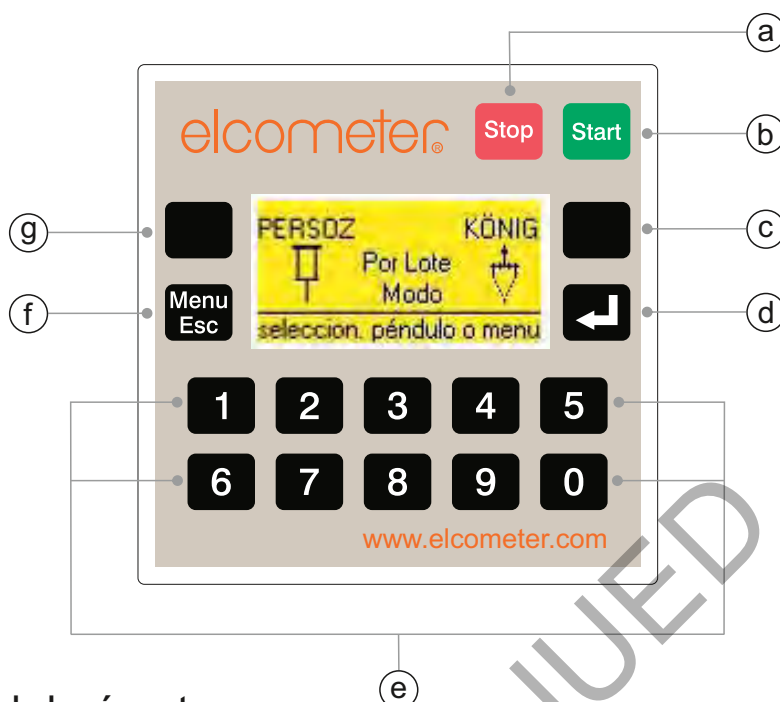 a
elcometer®
Stop
Start
b
g
PERSOZ
KÖNIG
c
Por Lote
Modo
f
Menu
Esc
seleccion. péndulo o menu
d
1 2 3 4 5
6 7 8 9 0
www.elcometer.com
e